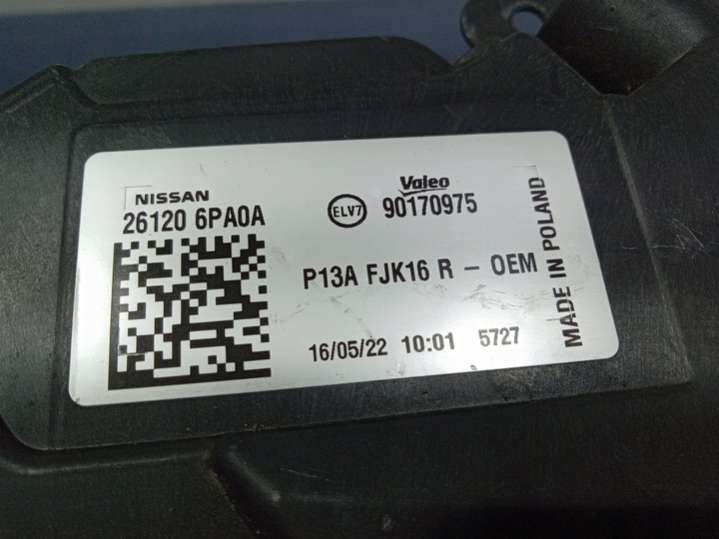 NISSAN
26120 6PA0A
ELV7
Valeo
90170975
P13A FJK16 R - OEM
16/05/22 10:01 5727
MADE IN POLAND